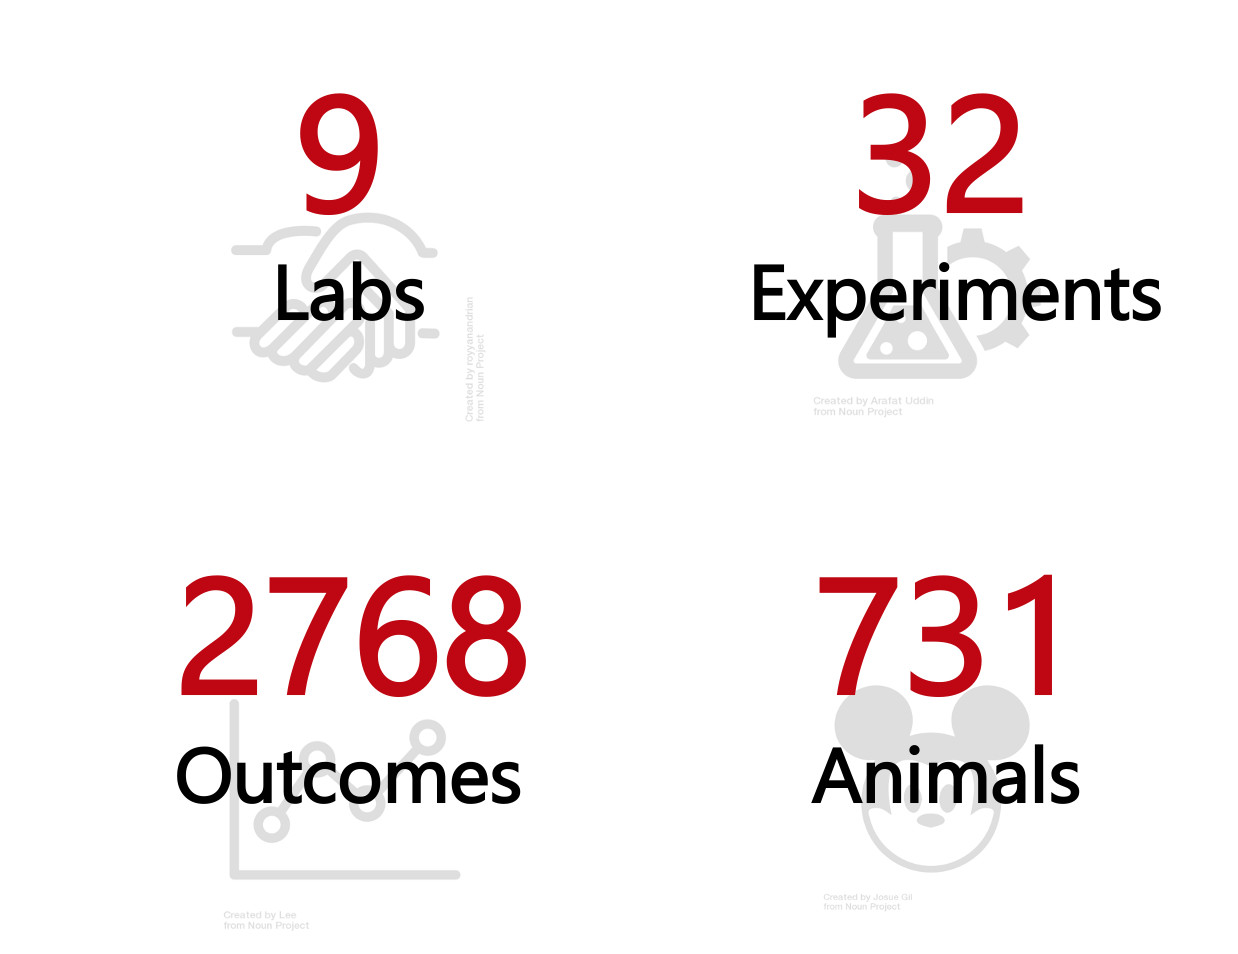 9
Labs
Created by royyanandrian
from Noun Project
32
Experiments
Created by Arafat Uddin
from Noun Project
2768
Outcomes
Created by Lee
from Noun Project
731
Animals
Created by Josue Gil
from Noun Project